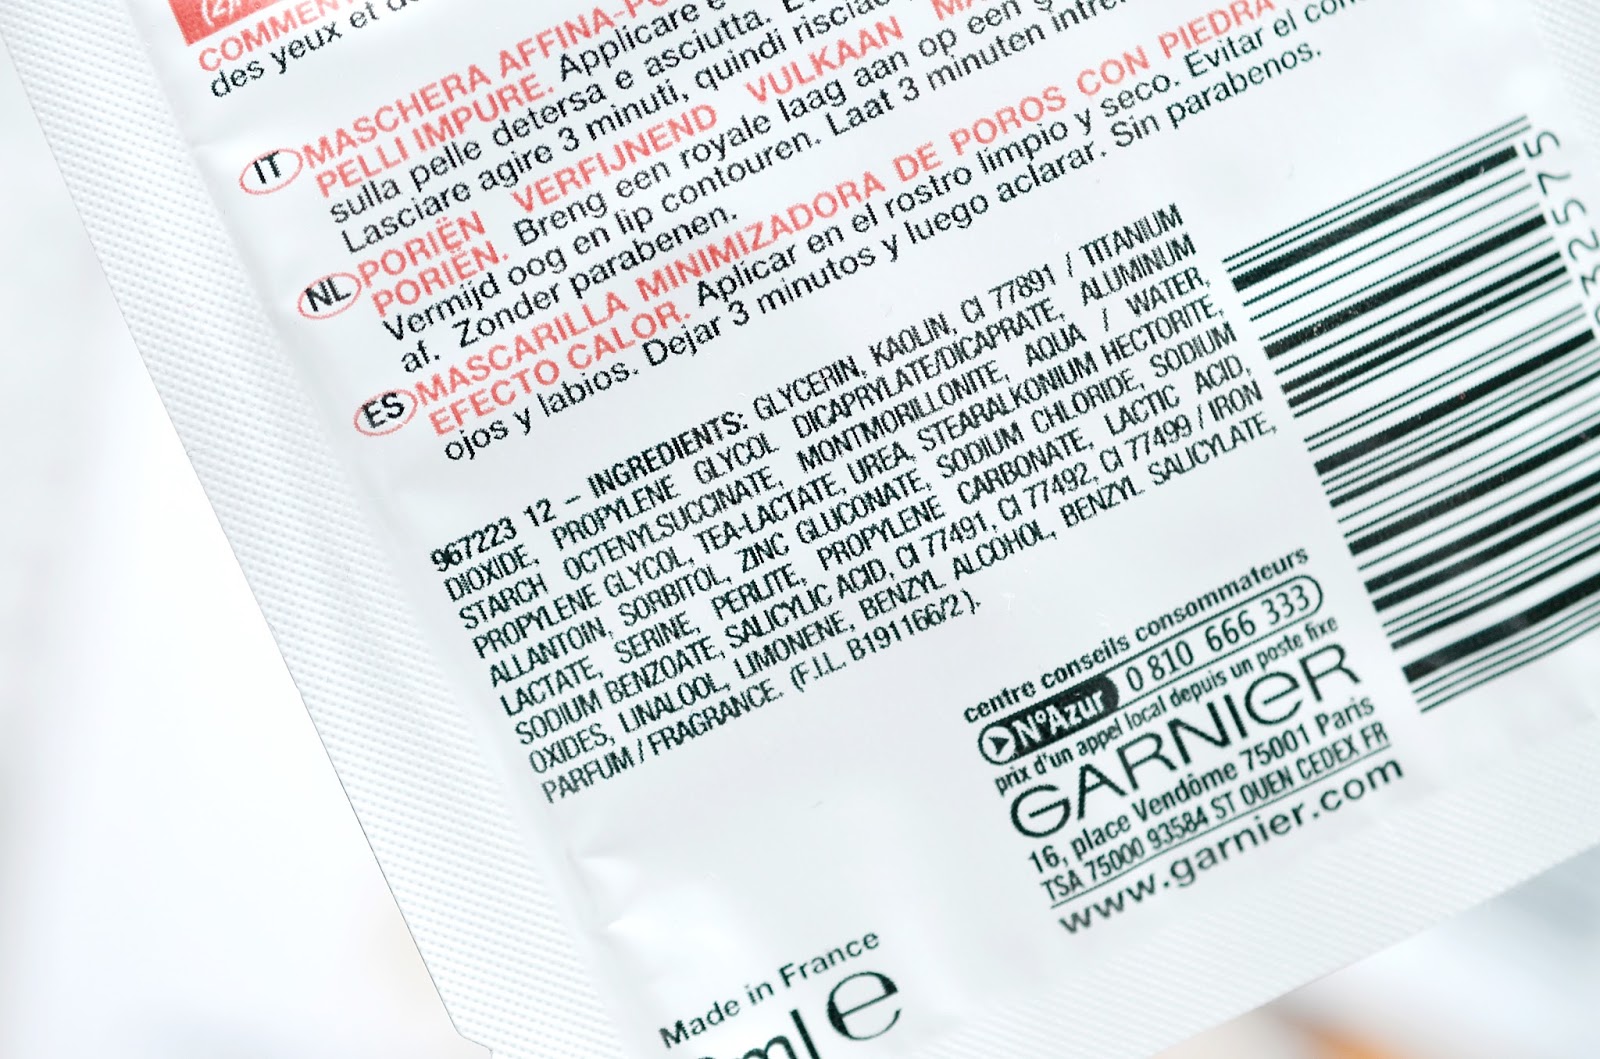 (2),
COMMEN
des yeux et de
IT MASCHERA AFFINA-PO
PELLI IMPURE. Applicare e
sulla pelle detersa e asciutta.
Lasciare agire 3 minuti, quindi riscia
NL PORIËN VERFIJNEND VULKAAN MA
PORIËN. Breng een royale laag aan op een
Vermijd oog en lip contouren. Laat 3 minuten intre
af. Zonder parabenen.
ES MASCARILLA MINIMIZADORA DE POROS CON PIEDRA
EFECTO CALOR. Aplicar en el rostro limpio y seco. Evitar el con
ojos y labios. Dejar 3 minutos y luego aclarar. Sin parabenos.
967223 12 – INGREDIENTS: GLYCERIN, KAOLIN, CI 77891 / TITANIUM
DIOXIDE, PROPYLENE GLYCOL DICAPRYLATE/DICAPRATE, ALUMINUM
STARCH OCTENYLSUCCINATE, MONTMORILLONITE, AQUA / WATER,
PROPYLENE GLYCOL, TEA-LACTATE, UREA, STEARALKONIUM HECTORITE,
ALLANTOIN, SORBITOL, ZINC GLUCONATE, SODIUM CHLORIDE, SODIUM
LACTATE, SERINE, PERLITE, PROPYLENE CARBONATE, LACTIC ACID,
SODIUM BENZOATE, SALICYLIC ACID, CI 77491, CI 77492, CI 77499 / IRON
OXIDES, LINALOOL, LIMONENE, BENZYL ALCOHOL, BENZYL SALICYLATE,
PARFUM / FRAGRANCE. (F.I.L. B191166/2).
32575
centre conseils consommateurs
N°Azur 0 810 666 333
prix d'un appel local depuis un poste fixe
GARNIER
16, place Vendôme 75001 Paris
TSA 75000 93584 ST OUEN CEDEX FR
www.garnier.com
Made in France
ml e